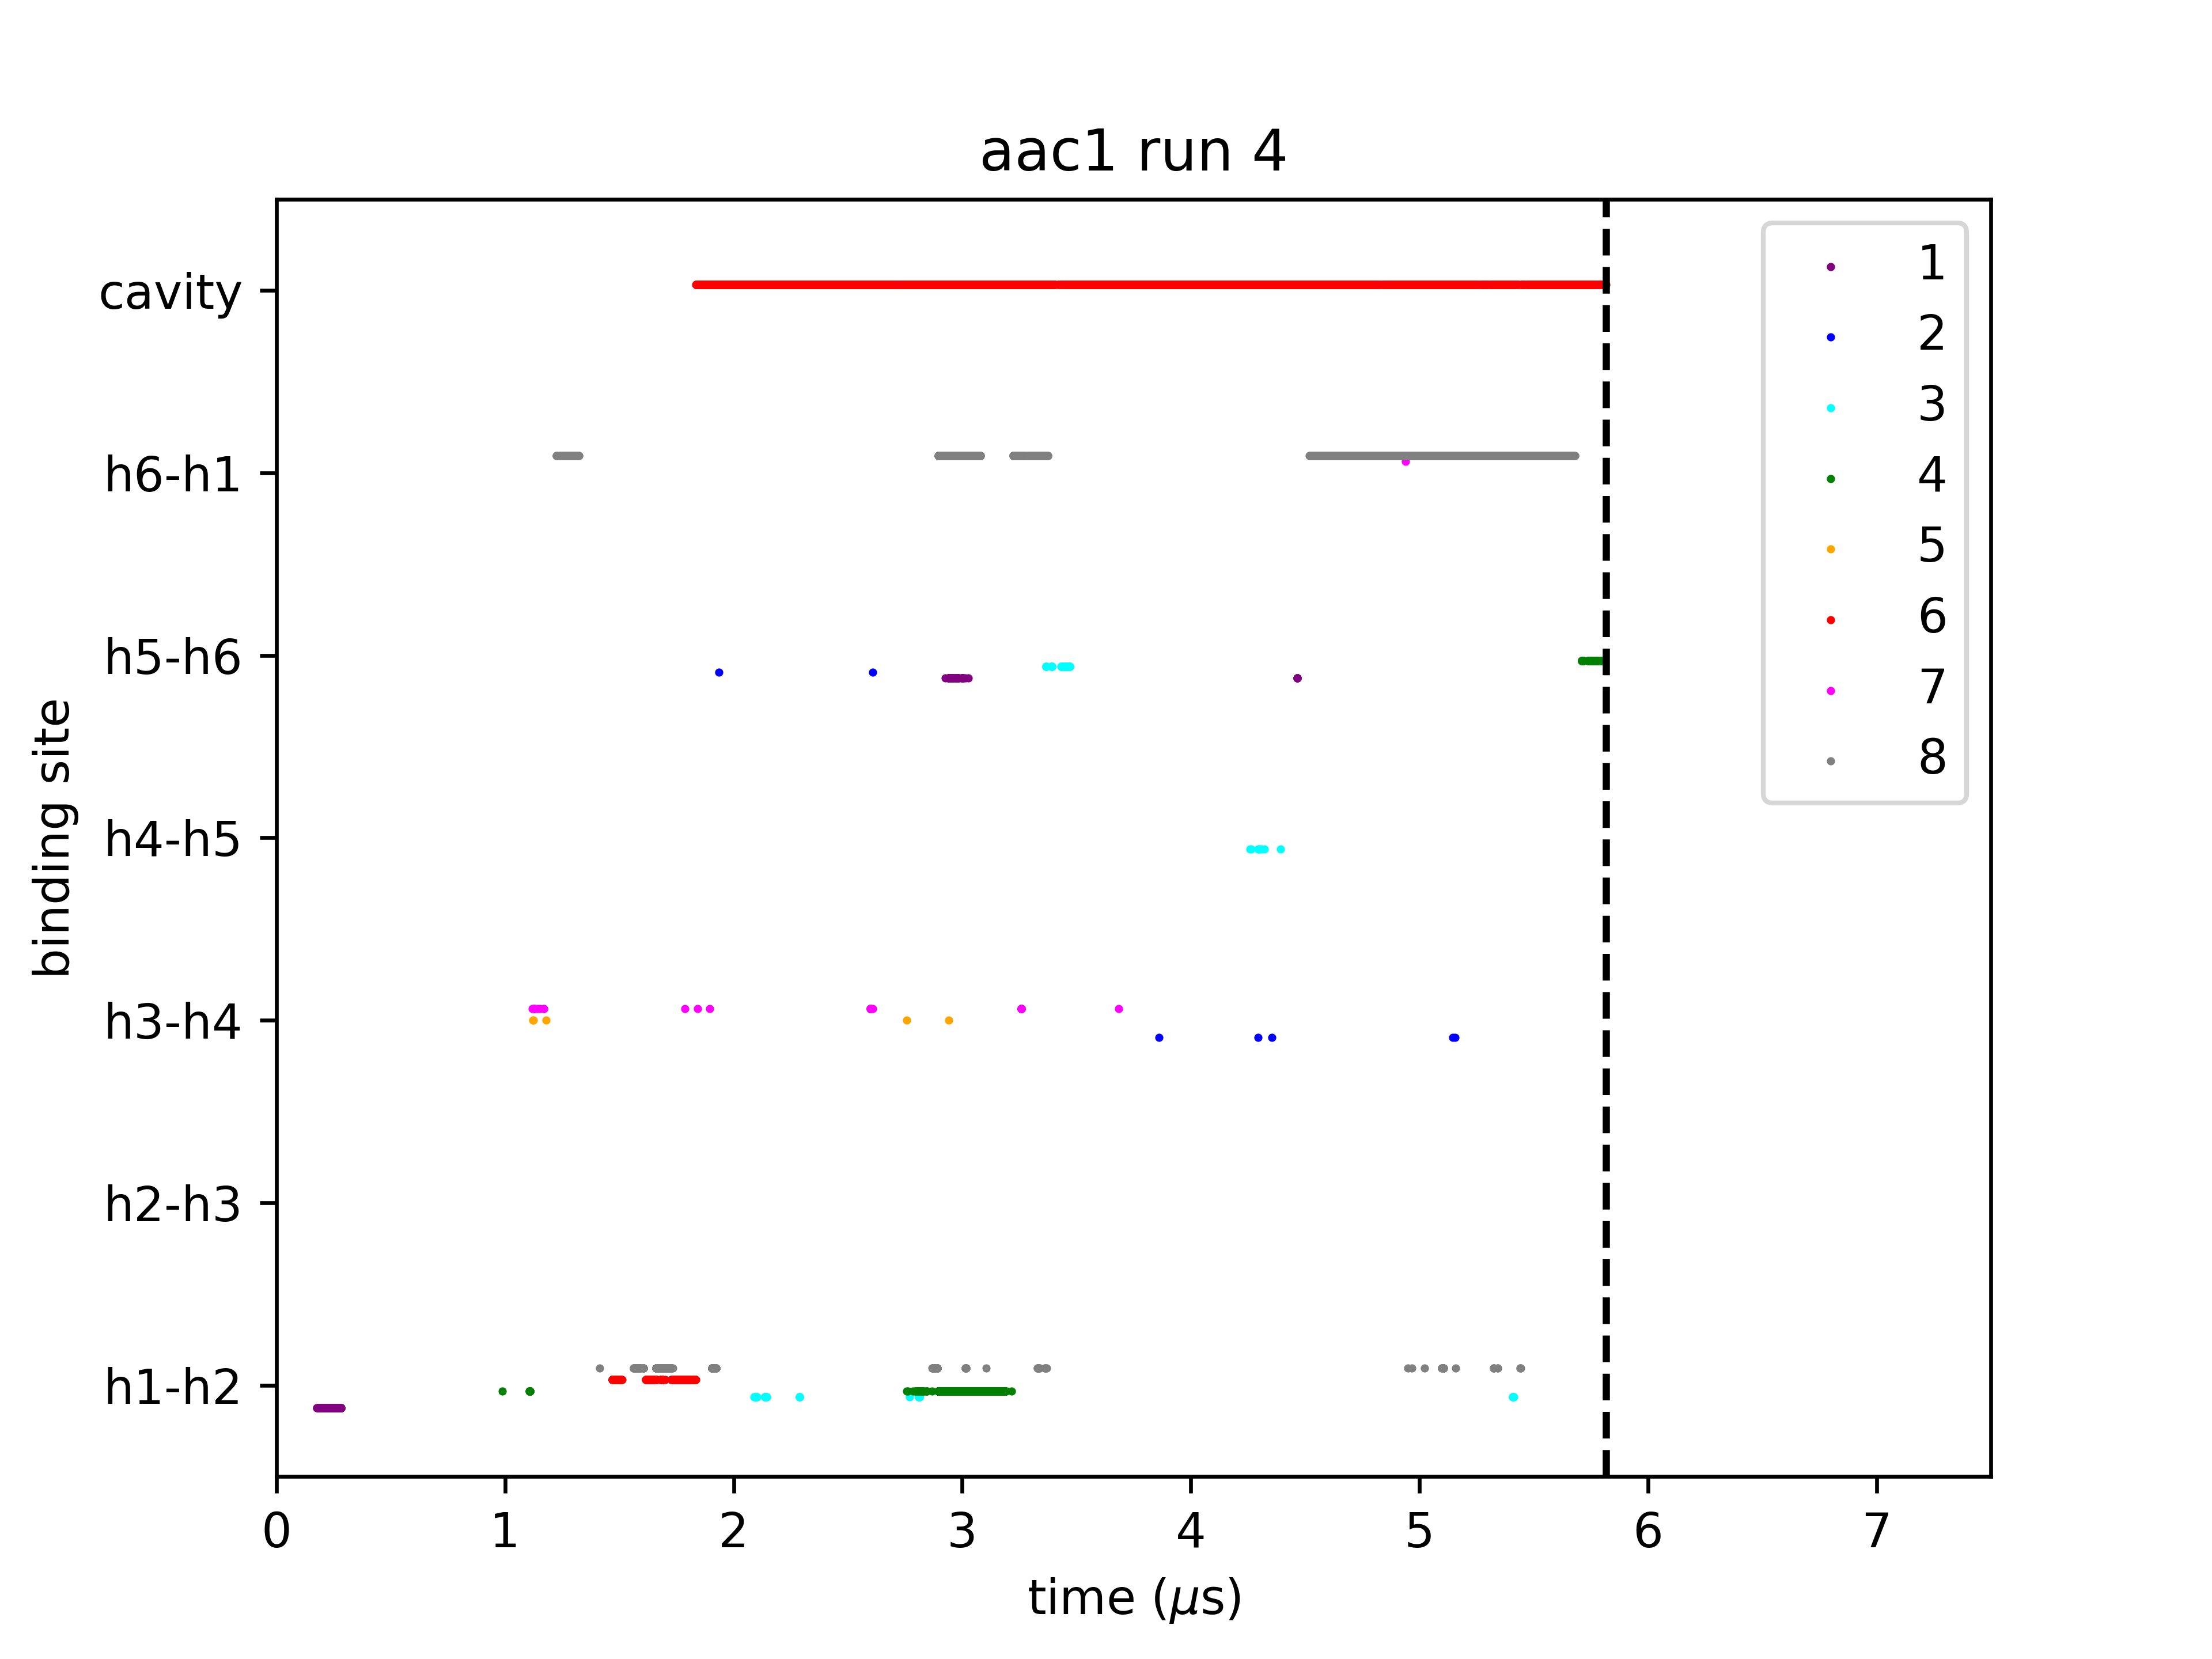 aac1 run 4
binding site
cavity
h6-h1
h5-h6
h4-h5
h3-h4
h2-h3
h1-h2
1
2
3
4
5
6
7
8
0 1 2 3 4 5 6 7
time (μs)